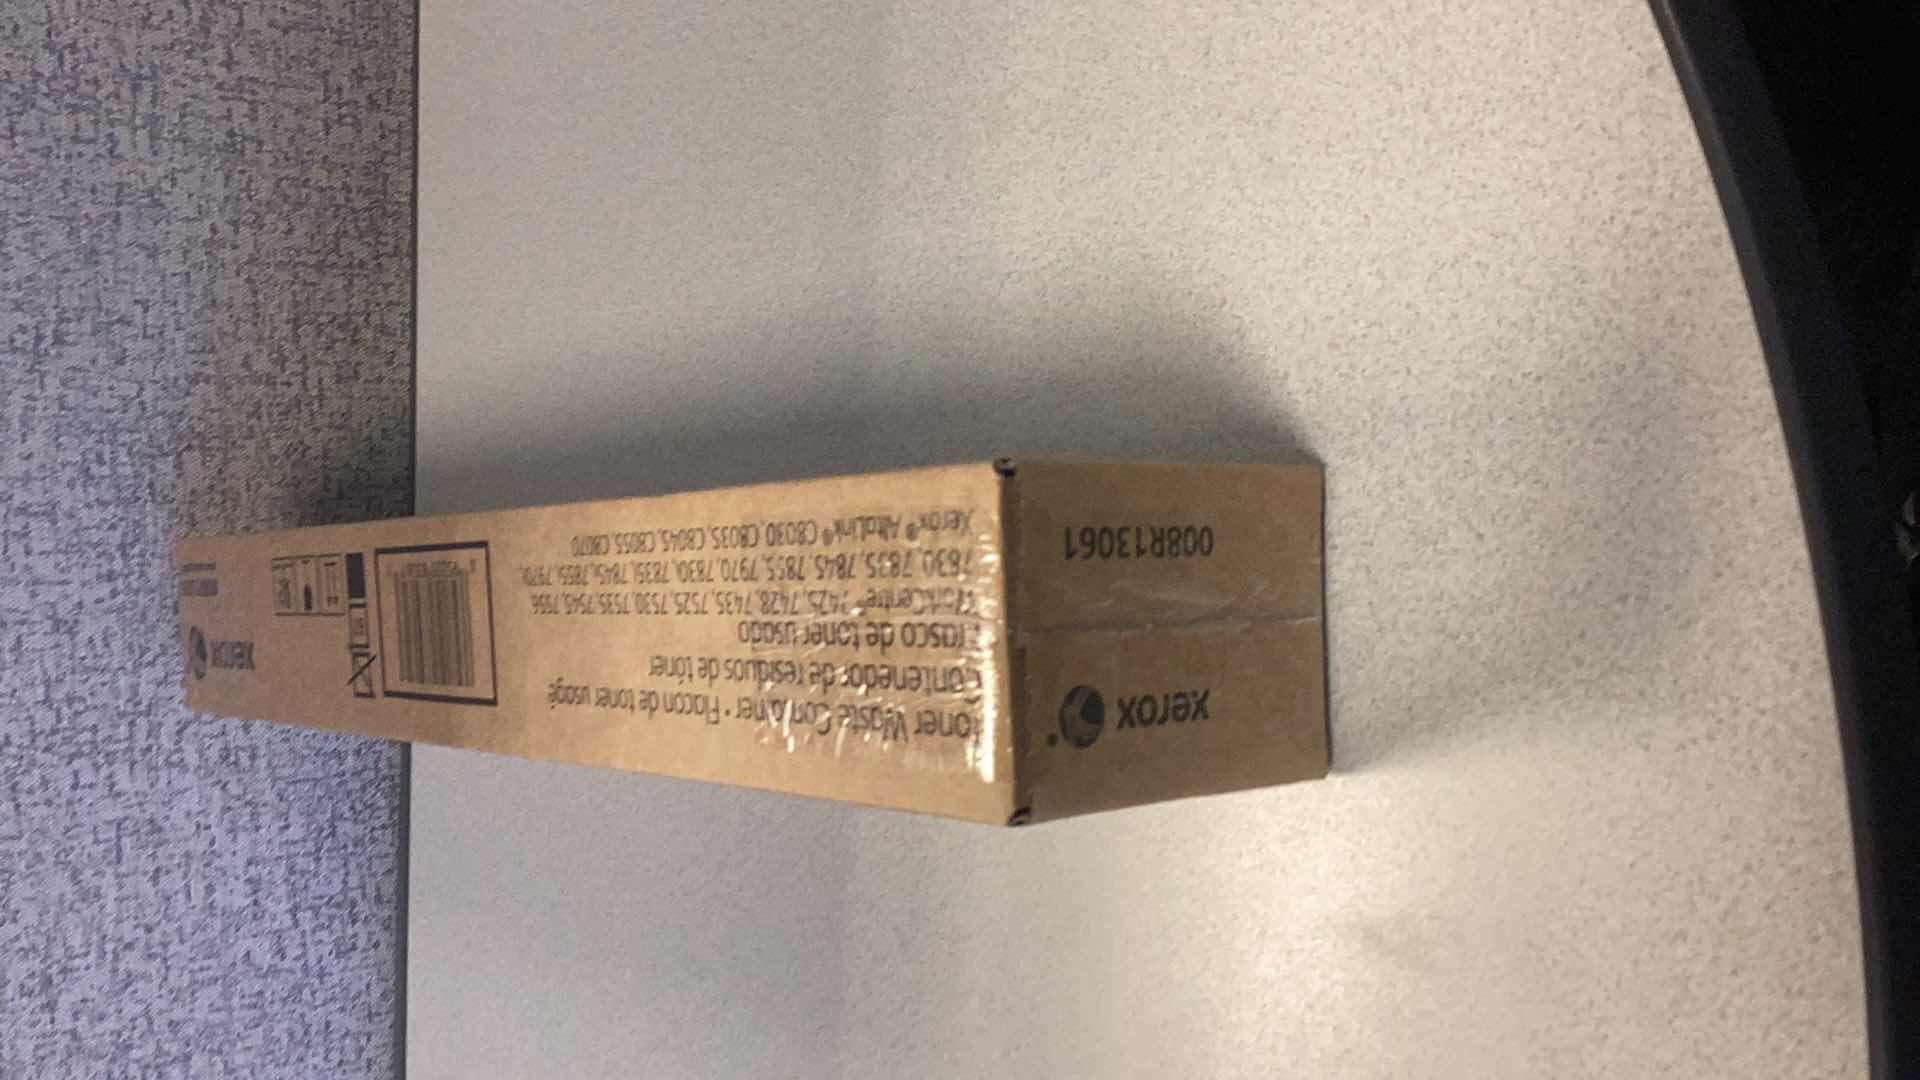 Toner Waste Container • Flacon de toner usagé
Contenedor de residuos de tóner
Frasco de toner usado
WorkCentre™ 7425, 7428, 7435, 7525, 7530, 7535, 7545, 7556
7830, 7835, 7845, 7855, 7970, 7830i, 7835i, 7845i, 7855i, 7970i,
Xerox® AltaLink® C8030, C8035, C8045, C8055, C8070
xerox
xerox
008R13061